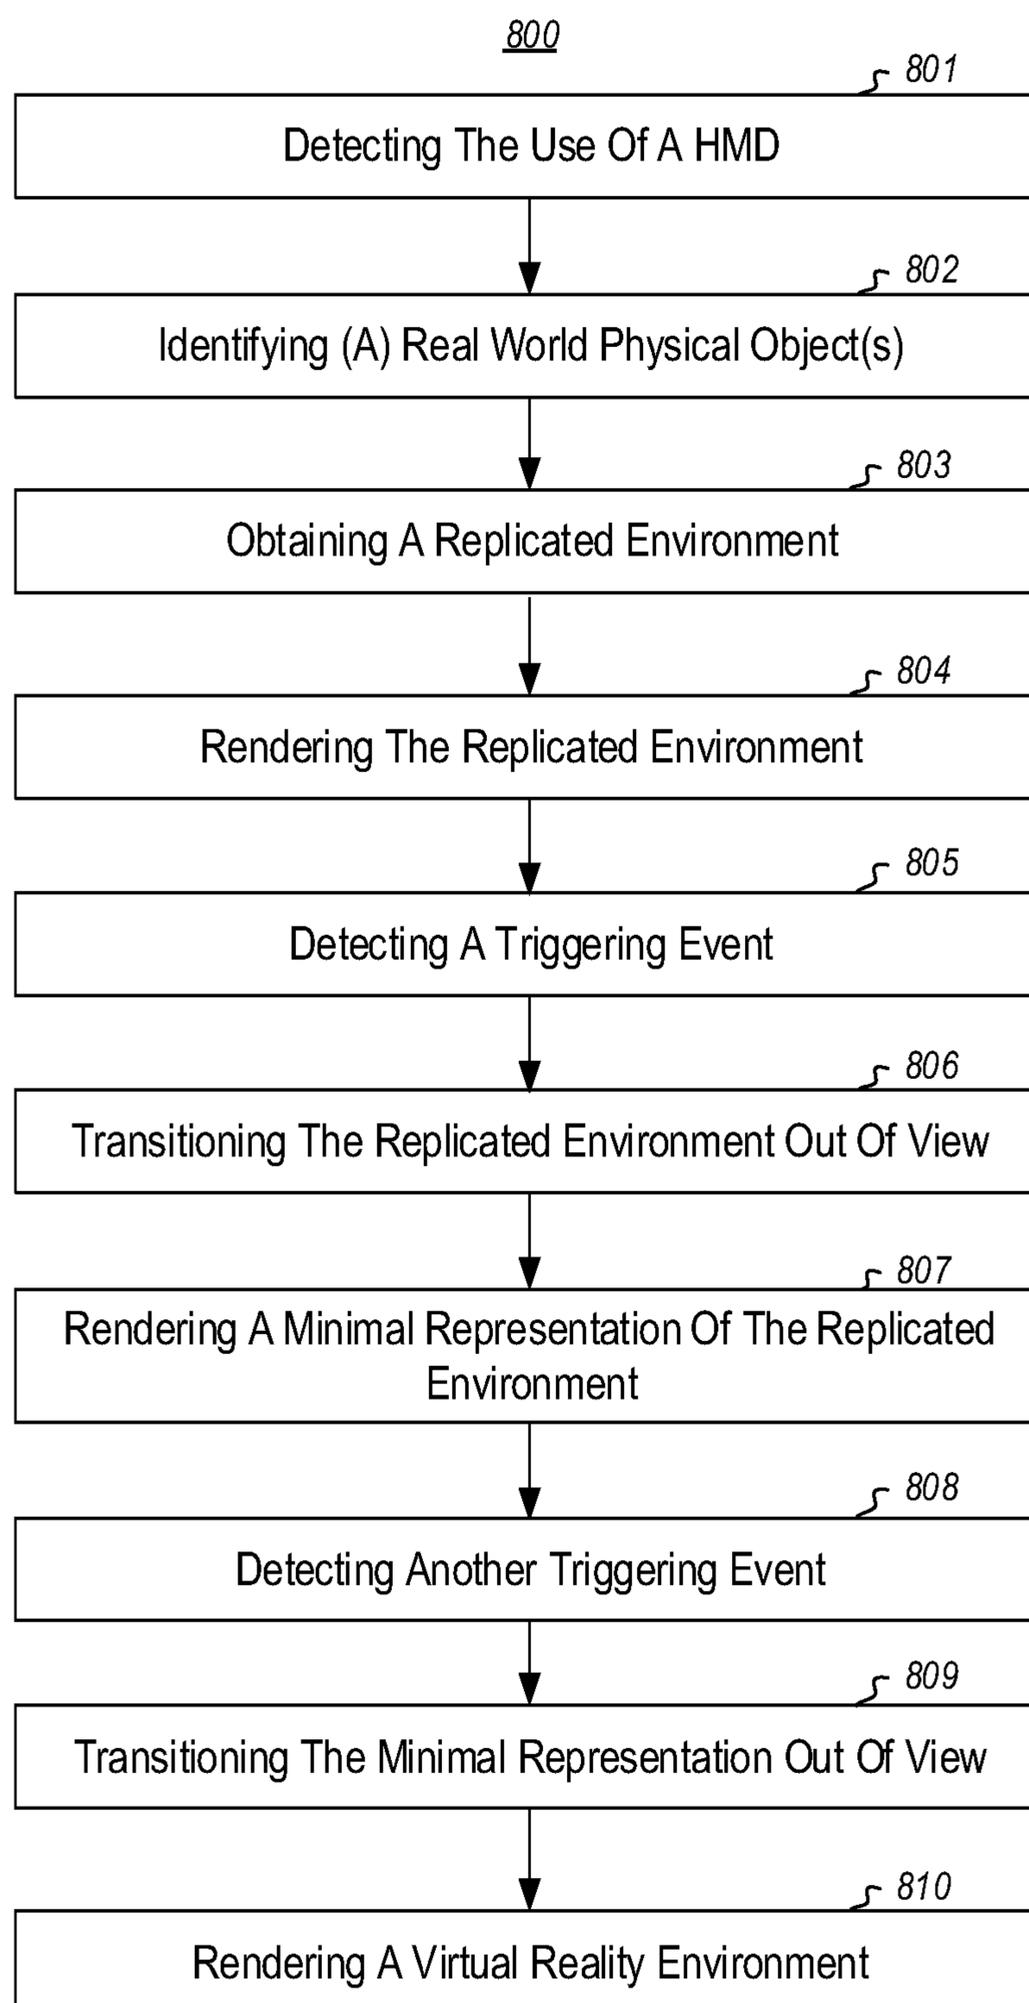 800
801
Detecting The Use Of A HMD
802
Identifying (A) Real World Physical Object(s)
803
Obtaining A Replicated Environment
804
Rendering The Replicated Environment
805
Detecting A Triggering Event
806
Transitioning The Replicated Environment Out Of View
807
Rendering A Minimal Representation Of The Replicated
Environment
808
Detecting Another Triggering Event
809
Transitioning The Minimal Representation Out Of View
810
Rendering A Virtual Reality Environment